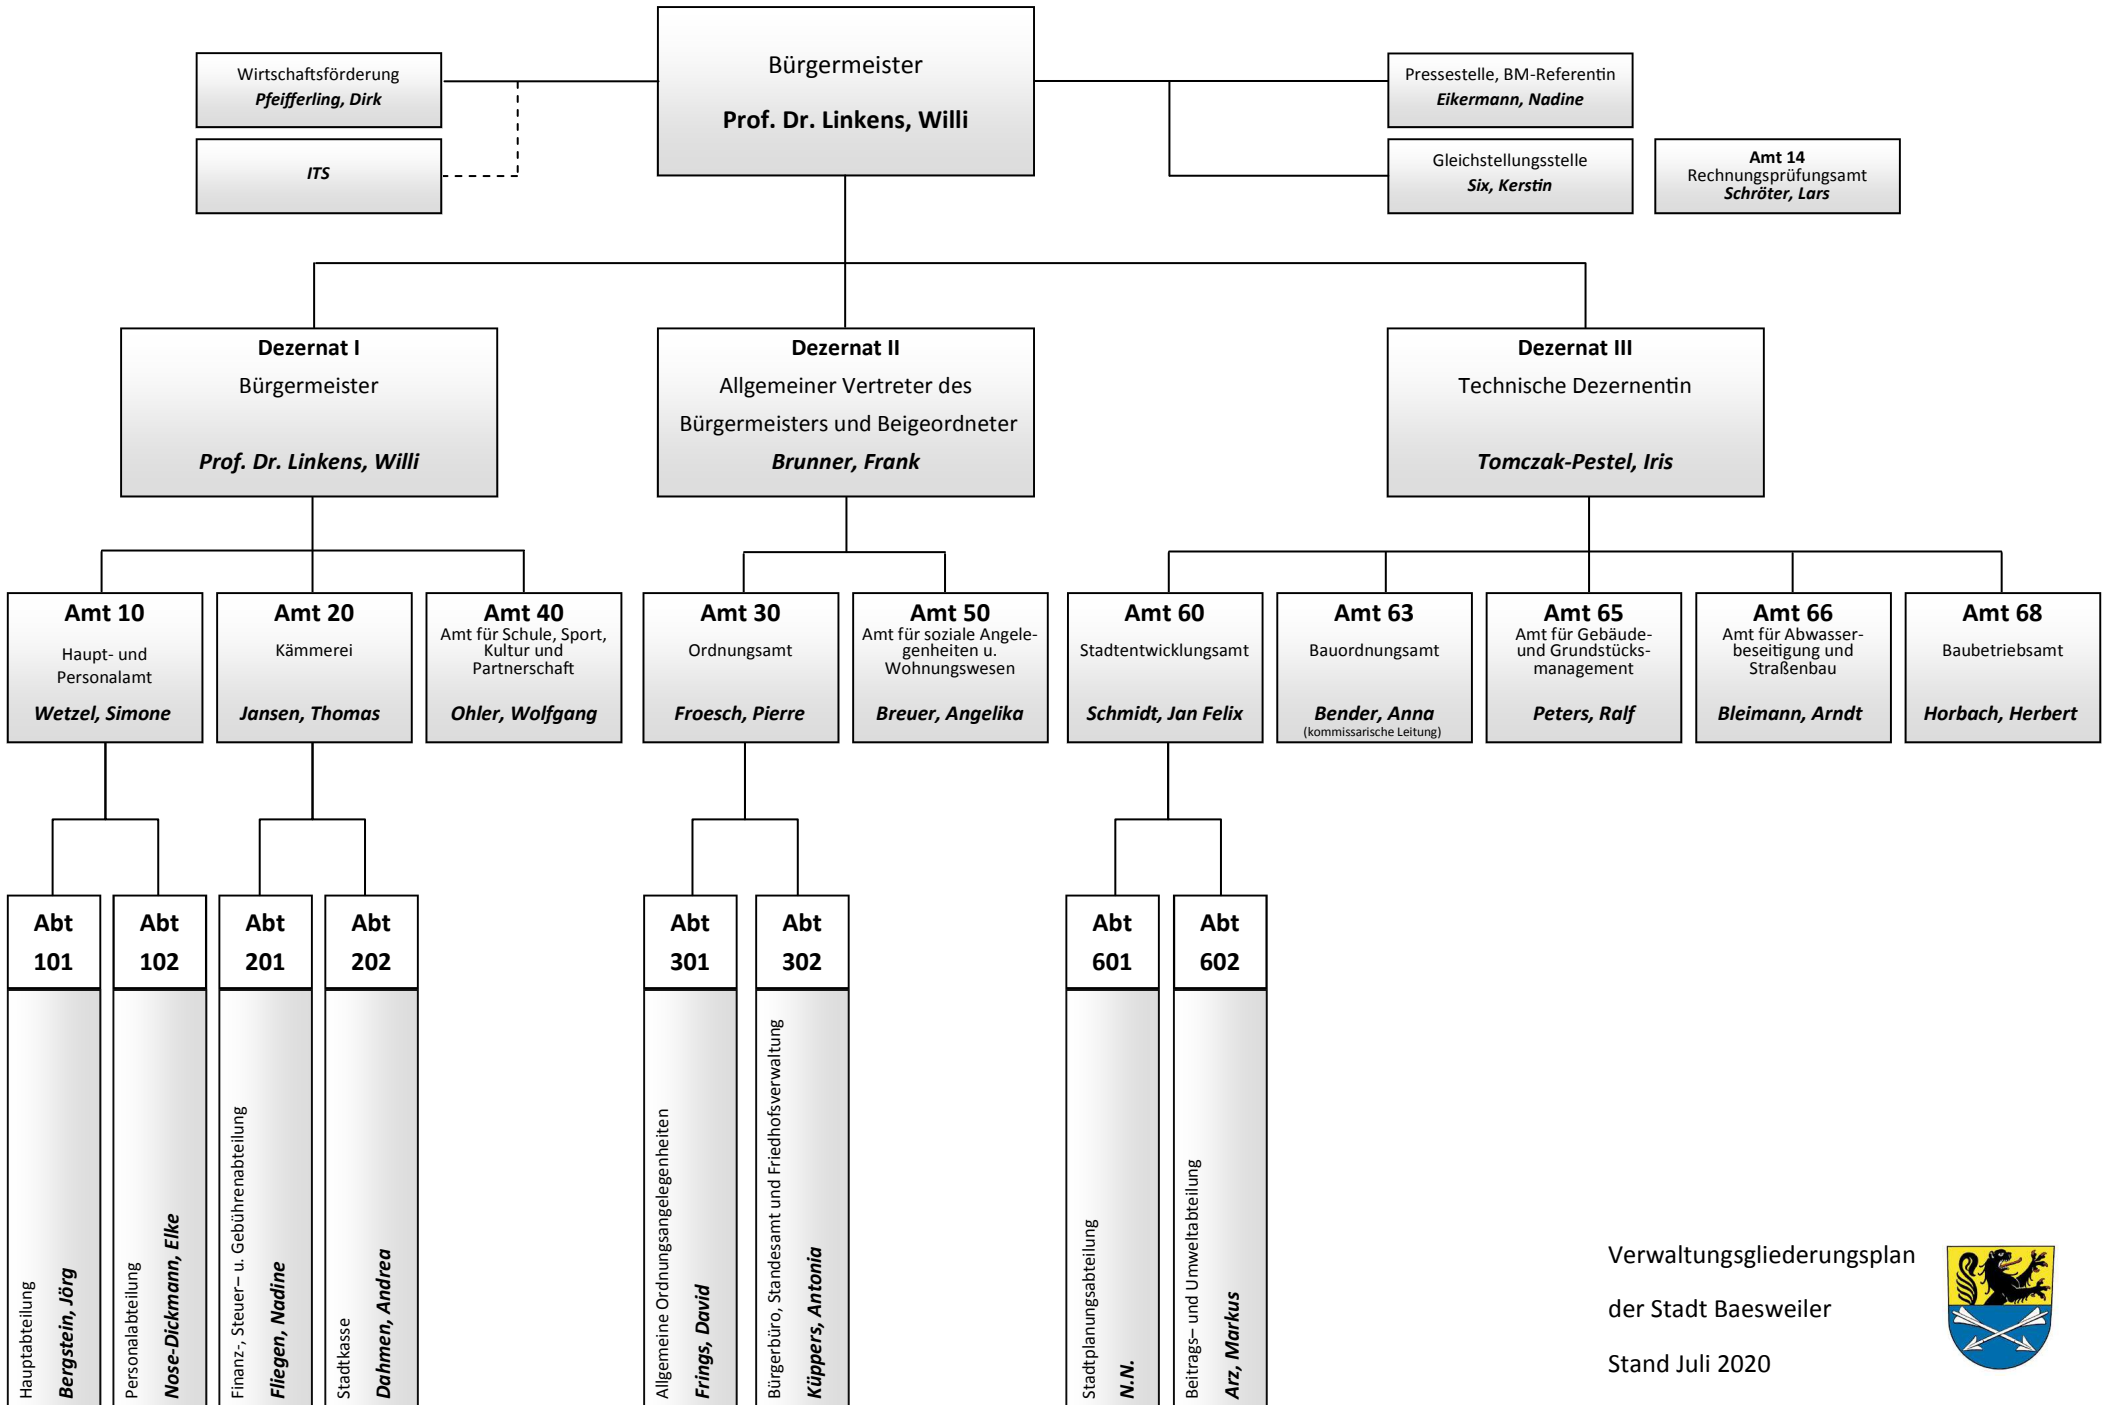 Bürgermeister
Prof. Dr. Linkens, Willi
Wirtschaftsförderung
Pfeifferling, Dirk
ITS
Pressestelle, BM-Referentin
Eikermann, Nadine
Gleichstellungsstelle
Six, Kerstin
Amt 14
Rechnungsprüfungsamt
Schröter, Lars
Dezernat I
Bürgermeister
Prof. Dr. Linkens, Willi
Dezernat II
Allgemeiner Vertreter des
Bürgermeisters und Beigeordneter
Brunner, Frank
Dezernat III
Technische Dezernentin
Tomczak-Pestel, Iris
Amt 10
Haupt- und
Personalamt
Wetzel, Simone
Amt 20
Kämmerei
Jansen, Thomas
Amt 40
Amt für Schule, Sport,
Kultur und
Partnerschaft
Ohler, Wolfgang
Amt 30
Ordnungsamt
Froesch, Pierre
Amt 50
Amt für soziale Angele-
genheiten u.
Wohnungswesen
Breuer, Angelika
Amt 60
Stadtentwicklungsamt
Schmidt, Jan Felix
Amt 63
Bauordnungsamt
Bender, Anna
(kommissarische Leitung)
Amt 65
Amt für Gebäude-
und Grundstücks-
management
Peters, Ralf
Amt 66
Amt für Abwasser-
beseitigung und
Straßenbau
Bleimann, Arndt
Amt 68
Baubetriebsamt
Horbach, Herbert
Abt
101
Hauptabteilung
Bergstein, Jörg
Abt
102
Personalabteilung
Nose-Dickmann, Elke
Abt
201
Finanz-, Steuer– u. Gebührenabteilung
Fliegen, Nadine
Abt
202
Stadtkasse
Dahmen, Andrea
Abt
301
Allgemeine Ordnungsangelegenheiten
Frings, David
Abt
302
Bürgerbüro, Standesamt und Friedhofsverwaltung
Küppers, Antonia
Abt
601
Stadtplanungsabteilung
N.N.
Abt
602
Beitrags– und Umweltabteilung
Arz, Markus
Verwaltungsgliederungsplan
der Stadt Baesweiler
Stand Juli 2020